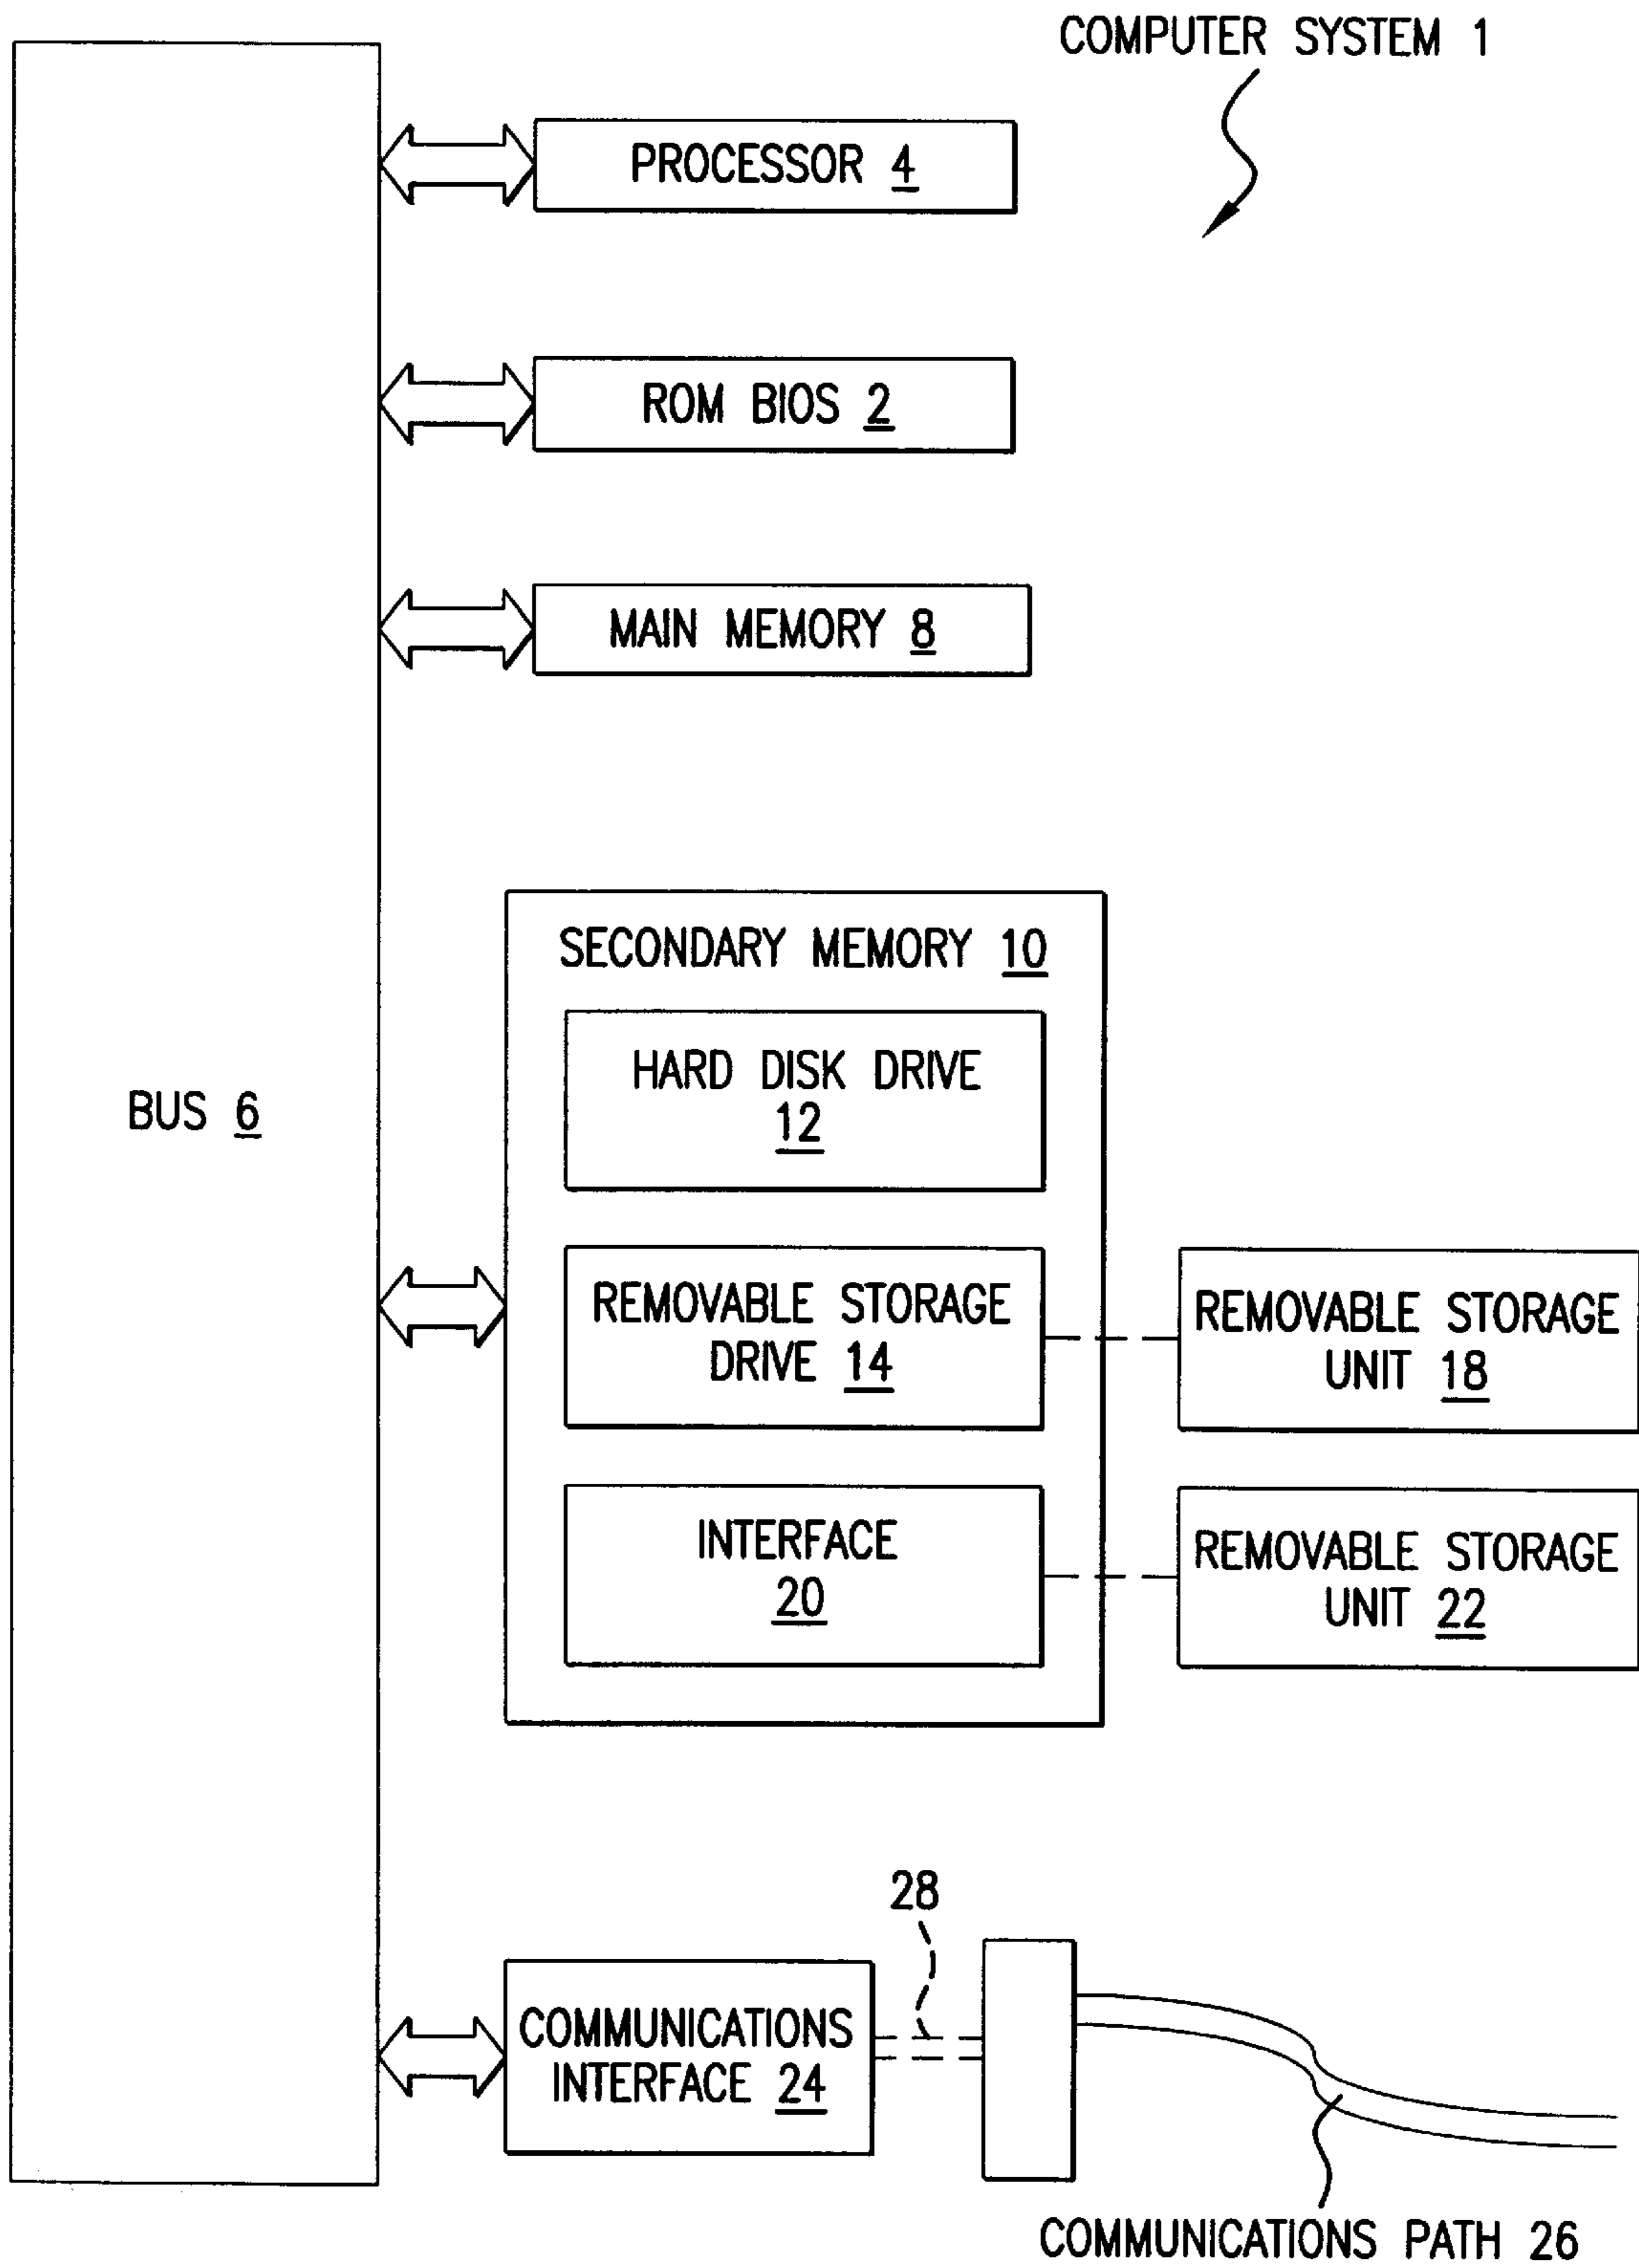 COMPUTER SYSTEM 1
PROCESSOR 4
ROM BIOS 2
MAIN MEMORY 8
SECONDARY MEMORY 10
HARD DISK DRIVE
12
BUS 6
REMOVABLE STORAGE
DRIVE 14
REMOVABLE STORAGE
UNIT 18
INTERFACE
20
REMOVABLE STORAGE
UNIT 22
28
COMMUNICATIONS
INTERFACE 24
COMMUNICATIONS PATH 26